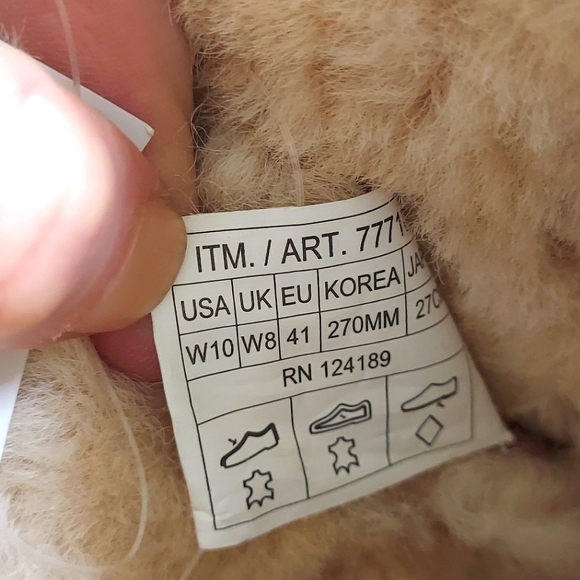 ITM. / ART. 7771
USA UK EU KOREA
W10 W8 41 270MM
RN 124189